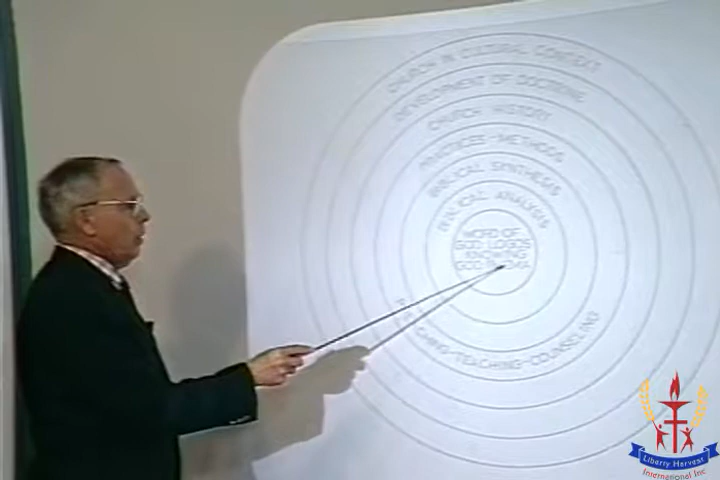 CHURCH IN CULTURAL CONTEXT
DEVELOPMENT OF DOCTRINE
CHURCH HISTORY
PRACTICES-METHODS
BIBLICAL SYNTHESIS
BIBLICAL ANALYSIS
WORD OF
GOD: LOGOS
KNOWING
GOD
PREACHING-TEACHING-COUNSELING
Liberty Harvest
International Inc